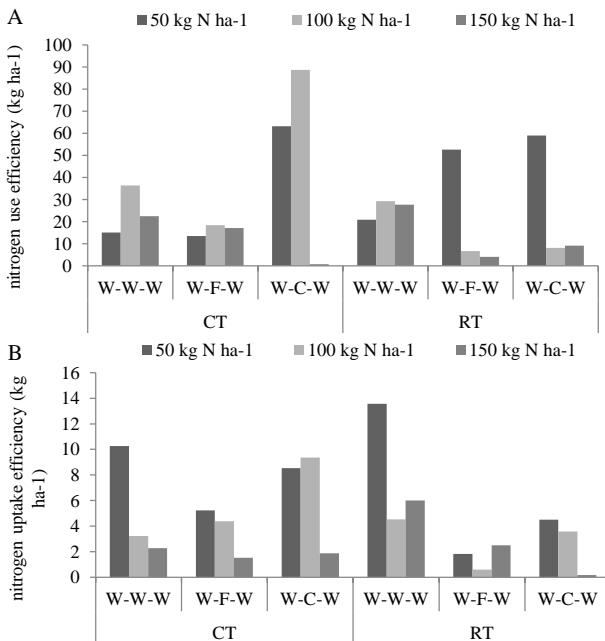 A
50 kg N ha-1 100 kg N ha-1 150 kg N ha-1
nitrogen use efficiency (kg ha-1)
100
90
80
70
60
50
40
30
20
10
0
W-W-W W-F-W W-C-W W-W-W W-F-W W-C-W
CT RT
B
50 kg N ha-1 100 kg N ha-1 150 kg N ha-1
nitrogen uptake efficiency (kg
ha-1)
16
14
12
10
8
6
4
2
0
W-W-W W-F-W W-C-W W-W-W W-F-W W-C-W
CT RT